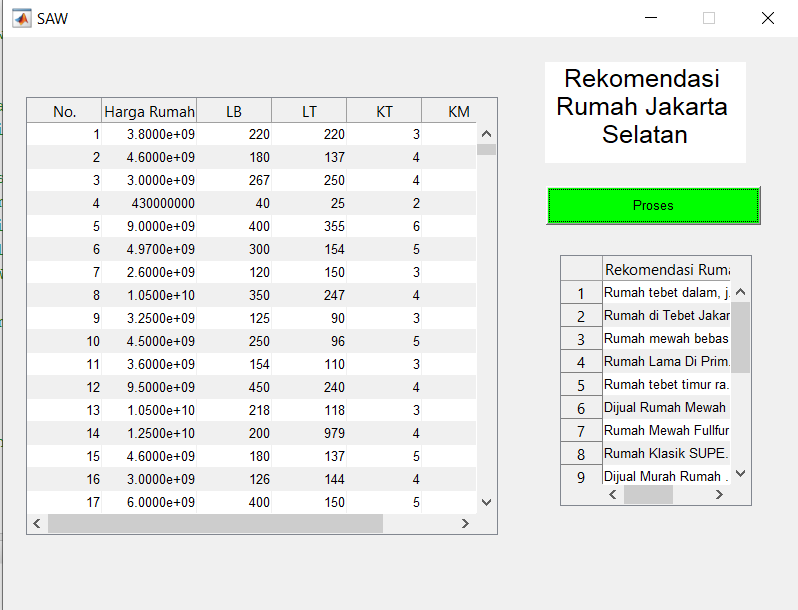 SAW
No. Harga Rumah LB LT KT KM
1 3.8000e+09 220 220 3
2 4.6000e+09 180 137 4
3 3.0000e+09 267 250 4
4 430000000 40 25 2
5 9.0000e+09 400 355 6
6 4.9700e+09 300 154 5
7 2.6000e+09 120 150 3
8 1.0500e+10 350 247 4
9 3.2500e+09 125 90 3
10 4.5000e+09 250 96 5
11 3.6000e+09 154 110 3
12 9.5000e+09 450 240 4
13 1.0500e+10 218 118 3
14 1.2500e+10 200 979 4
15 4.6000e+09 180 137 5
16 3.0000e+09 126 144 4
17 6.0000e+09 400 150 5
Rekomendasi
Rumah Jakarta
Selatan
Proses
Rekomendasi Ruma
1 Rumah tebet dalam, j...
2 Rumah di Tebet Jakar
3 Rumah mewah bebas
4 Rumah Lama Di Prim...
5 Rumah tebet timur ra...
6 Dijual Rumah Mewah
7 Rumah Mewah Fullfur
8 Rumah Klasik SUPE...
9 Dijual Murah Rumah ...